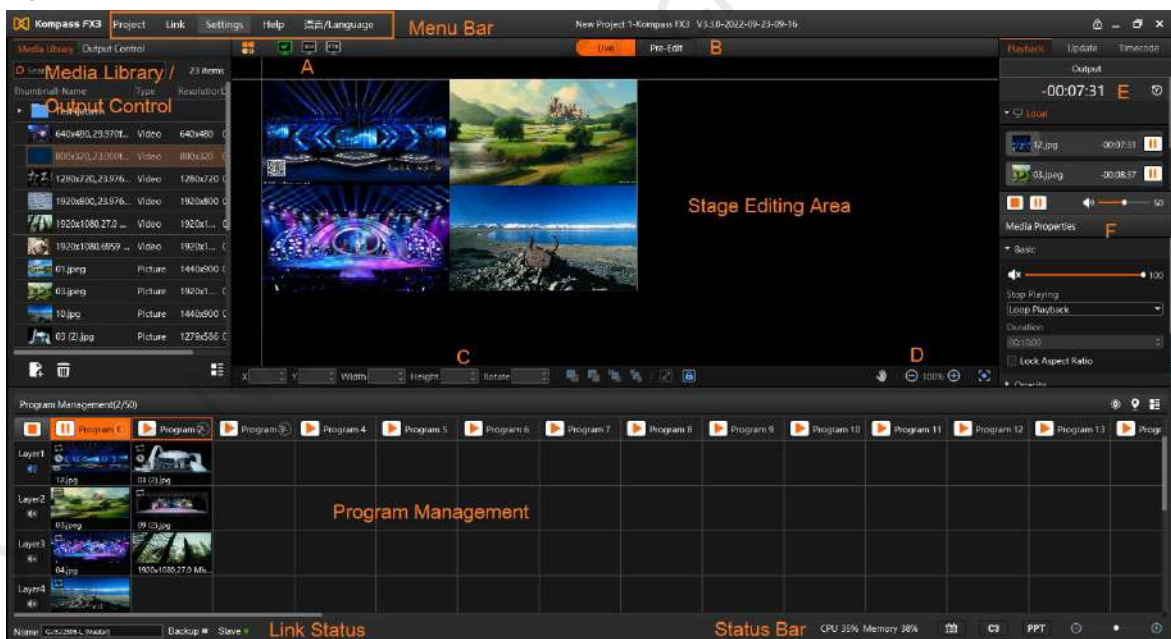 Kompass FX3 Project Link Settings Help 语言/Language Menu Bar New Project 1-Kompass FX3 V3.3.0-2022-09-23-09-16
Media Library Output Control Live Pre-Edit B Playback Update Timecode
A
Media Library / 23 items Output
Output Control
-00:07:31 E
Type
Local
640x480,29.970f... Video 640x480
12.jpg -00:07:31
800x320,23.000f... Video 800x320
1280x720,23.976... Video 1280x720
03.jpeg -00:08:37
1920x800,23.976... Video 1920x800
Stage Editing Area
50
1920x1080,27.0 ... Video 1920x1...
Media Properties F
1920x1080,6959 ... Video 1920x1...
Basic
01.jpeg Picture 1440x900
100
03.jpeg Picture 1920x1...
Stop Playing
10.jpg Picture 1440x900
Loop Playback
Duration
03 (2).jpg Picture 1279x586
00:10:00
C D
Lock Aspect Ratio
X Y Width Height Rotate 100%
Opacity
Program Management(2/50)
Program 1 Program 2 Program 3 Program 4 Program 5 Program 6 Program 7 Program 8 Program 9 Program 10 Program 11 Program 12 Program 13 Progr
Layer1
12.jpg 03 (2).jpg
Layer2
Program Management
03.jpeg 09 (2).jpg
Layer3
04.jpg 1920x1080,27.0 Mb...
Layer4
Name Backup Slave Link Status Status Bar CPU 35% Memory 38% C3 PPT